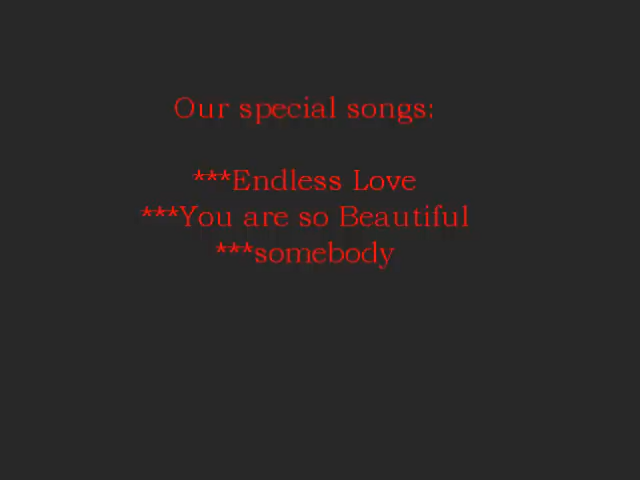 Our special songs:
***Endless Love
***You are so Beautiful
***somebody